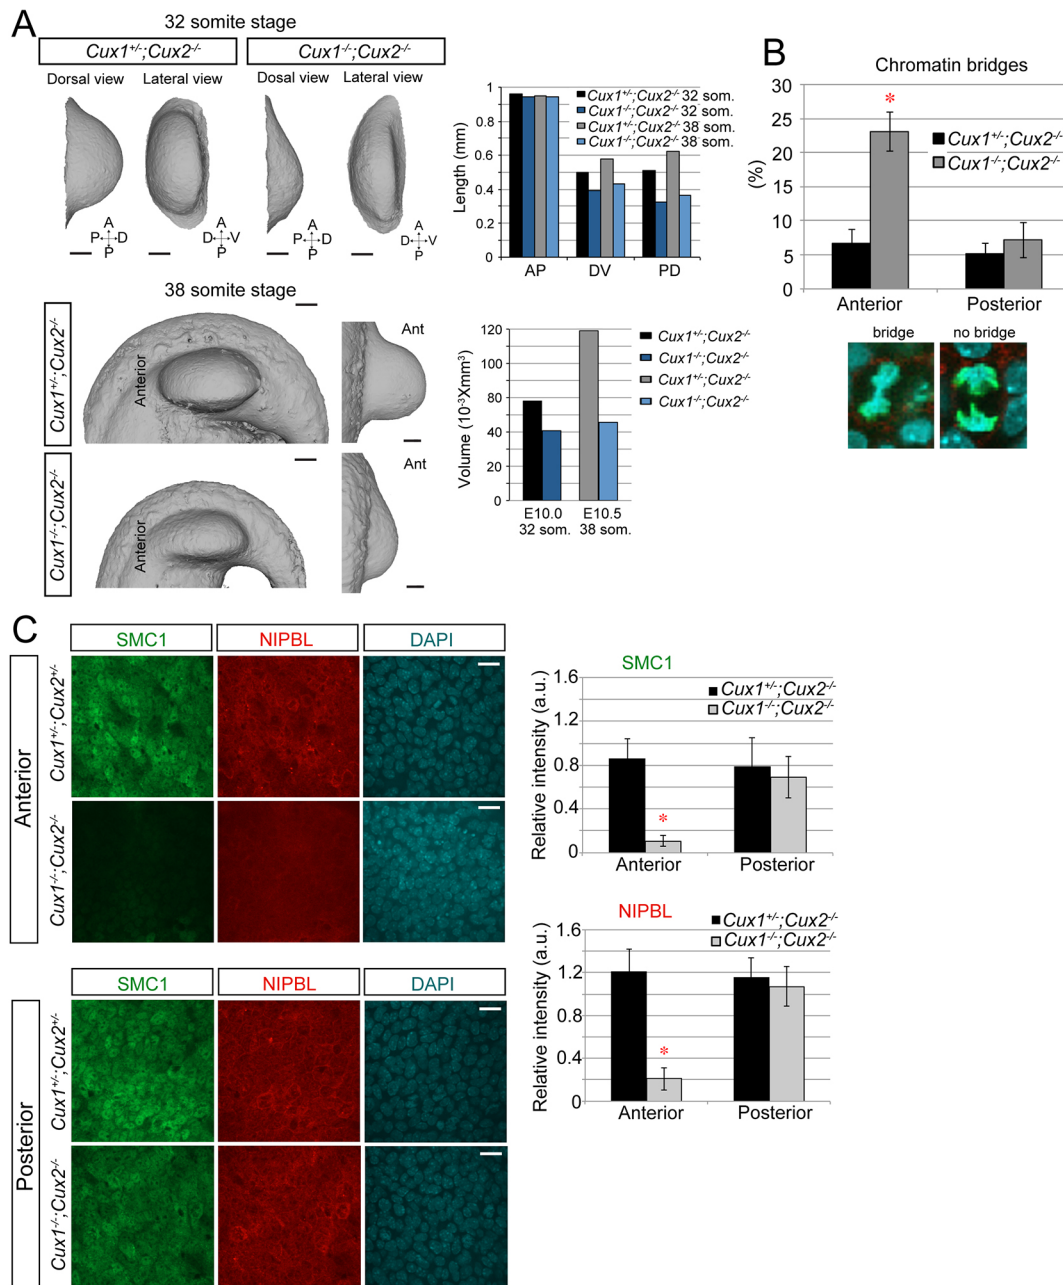 A
32 somite stage
Cux1+/-;Cux2-/-
Cux1-/-;Cux2-/-
Dorsal view
Lateral view
Dosal view
Lateral view
A
P
D
P
A
D
V
P
A
P
D
P
A
D
V
P
Length (mm)
1
0.8
0.6
0.4
0.2
0
Cux1+/-;Cux2-/- 32 som.
Cux1-/-;Cux2-/- 32 som.
Cux1+/-;Cux2-/- 38 som.
Cux1-/-;Cux2-/- 38 som.
AP
DV
PD
38 somite stage
Cux1+/-;Cux2-/-
Anterior
Ant
Cux1-/-;Cux2-/-
Anterior
Ant
Volume (10-3Xmm3)
120
80
40
0
Cux1+/-;Cux2-/-
Cux1-/-;Cux2-/-
Cux1+/-;Cux2-/-
Cux1-/-;Cux2-/-
E10.0
32 som.
E10.5
38 som.
B
Chromatin bridges
(%)
30
25
20
15
10
5
0
*
Cux1+/-;Cux2-/-
Cux1-/-;Cux2-/-
Anterior
Posterior
bridge
no bridge
C
SMC1
NIPBL
DAPI
Anterior
Cux1+/-;Cux2+/-
Cux1-/-;Cux2-/-
SMC1
NIPBL
DAPI
Posterior
Cux1+/-;Cux2+/-
Cux1-/-;Cux2-/-
SMC1
Relative intensity (a.u.)
1.6
1.2
0.8
0.4
0
Cux1+/-;Cux2-/-
Cux1-/-;Cux2-/-
*
Anterior
Posterior
NIPBL
Relative intensity (a.u.)
1.6
1.2
0.8
0.4
0
Cux1+/-;Cux2-/-
Cux1-/-;Cux2-/-
*
Anterior
Posterior